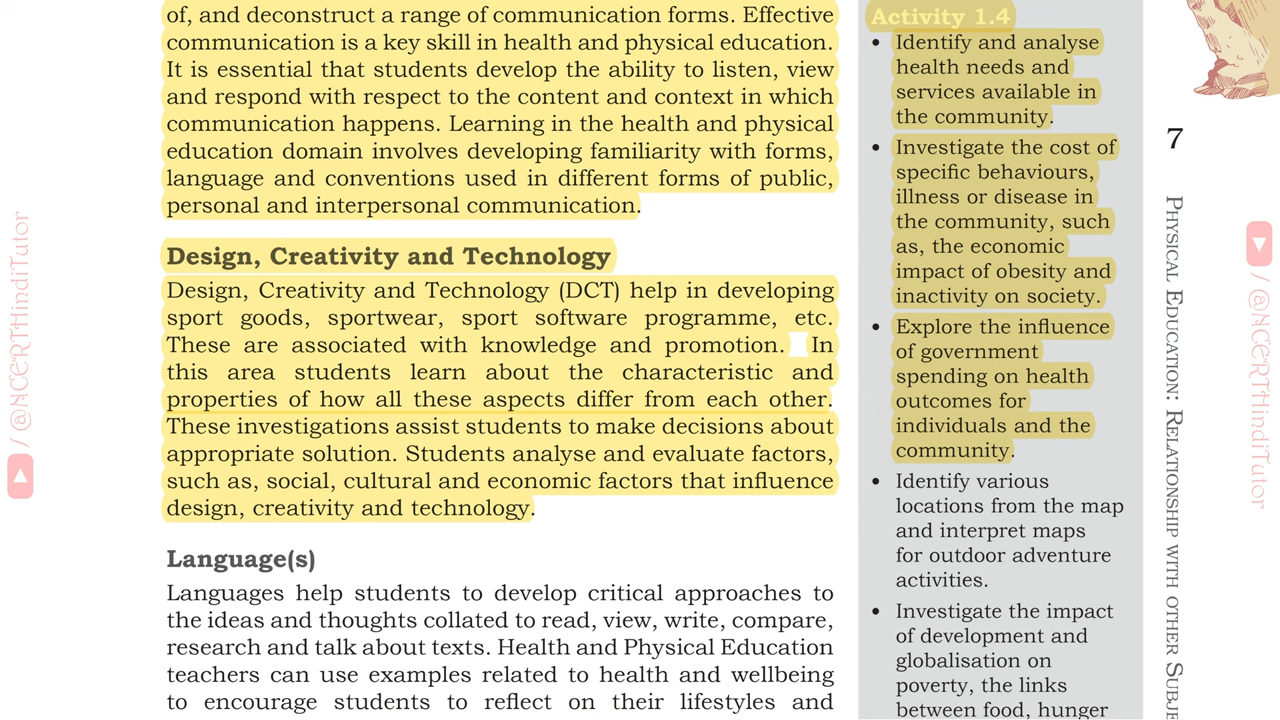 of, and deconstruct a range of communication forms. Effective
communication is a key skill in health and physical education.
It is essential that students develop the ability to listen, view
and respond with respect to the content and context in which
communication happens. Learning in the health and physical
education domain involves developing familiarity with forms,
language and conventions used in different forms of public,
personal and interpersonal communication.
Design, Creativity and Technology
Design, Creativity and Technology (DCT) help in developing
sport goods, sportwear, sport software programme, etc.
These are associated with knowledge and promotion. In
this area students learn about the characteristic and
properties of how all these aspects differ from each other.
These investigations assist students to make decisions about
appropriate solution. Students analyse and evaluate factors,
such as, social, cultural and economic factors that influence
design, creativity and technology.
Language(s)
Languages help students to develop critical approaches to
the ideas and thoughts collated to read, view, write, compare,
research and talk about texts. Health and Physical Education
teachers can use examples related to health and wellbeing
to encourage students to reflect on their lifestyles and
Activity 1.4
• Identify and analyse
health needs and
services available in
the community.
• Investigate the cost of
specific behaviours,
illness or disease in
the community, such
as, the economic
impact of obesity and
inactivity on society.
• Explore the influence
of government
spending on health
outcomes for
individuals and the
community.
• Identify various
locations from the map
and interpret maps
for outdoor adventure
activities.
• Investigate the impact
of development and
globalisation on
poverty, the links
between food, hunger
7
Physical Education: Relationship with other Subje
/ @NCERTHindiTutor
/ @NCERTHindiTutor